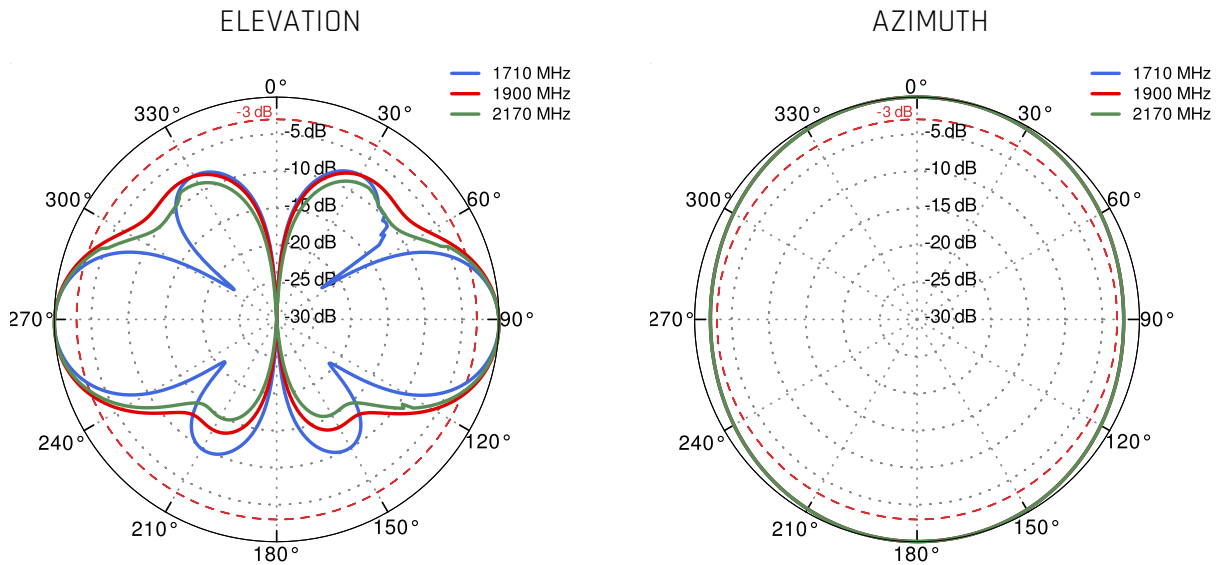 ELEVATION
1710 MHz
1900 MHz
2170 MHz
0°
-3 dB
330°
30°
-5 dB
-10 dB
300°
60°
-15 dB
-20 dB
-25 dB
270°
-30 dB
90°
240°
120°
210°
150°
180°
AZIMUTH
1710 MHz
1900 MHz
2170 MHz
0°
-3 dB
330°
30°
-5 dB
-10 dB
300°
60°
-15 dB
-20 dB
-25 dB
270°
-30 dB
90°
240°
120°
210°
150°
180°